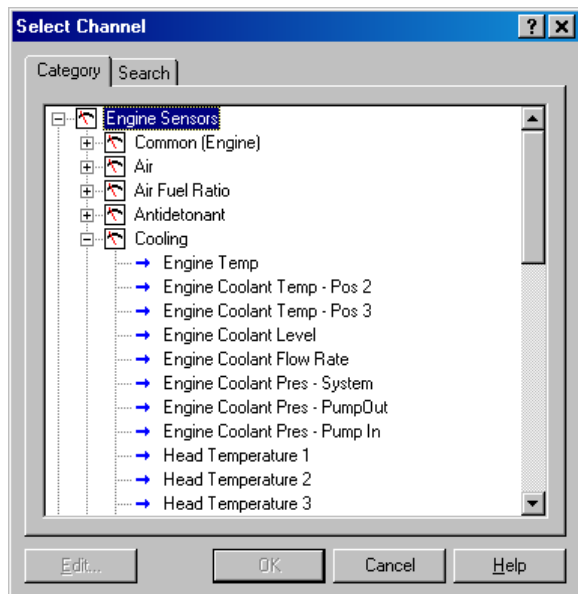 Select Channel
Category Search
Engine Sensors
Common (Engine)
Air
Air Fuel Ratio
Antidetonant
Cooling
Engine Temp
Engine Coolant Temp - Pos 2
Engine Coolant Temp - Pos 3
Engine Coolant Level
Engine Coolant Flow Rate
Engine Coolant Pres - System
Engine Coolant Pres - PumpOut
Engine Coolant Pres - Pump In
Head Temperature 1
Head Temperature 2
Head Temperature 3
Edit... OK Cancel Help